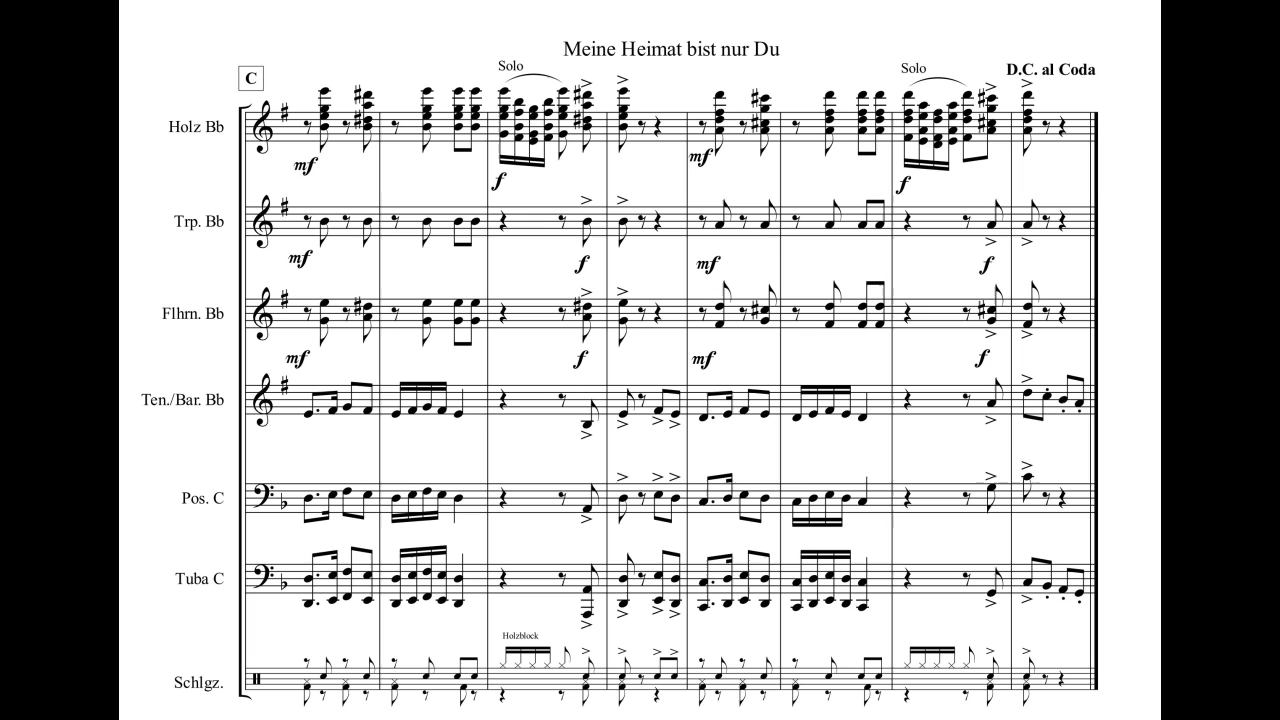 Meine Heimat bist nur Du
C
Solo
Solo
D.C. al Coda
Holz Bb
mf
f
mf
f
Trp. Bb
mf
f
mf
f
Flhrn. Bb
mf
f
mf
f
Ten./Bar. Bb
Pos. C
Tuba C
Holzblock
Schlgz.